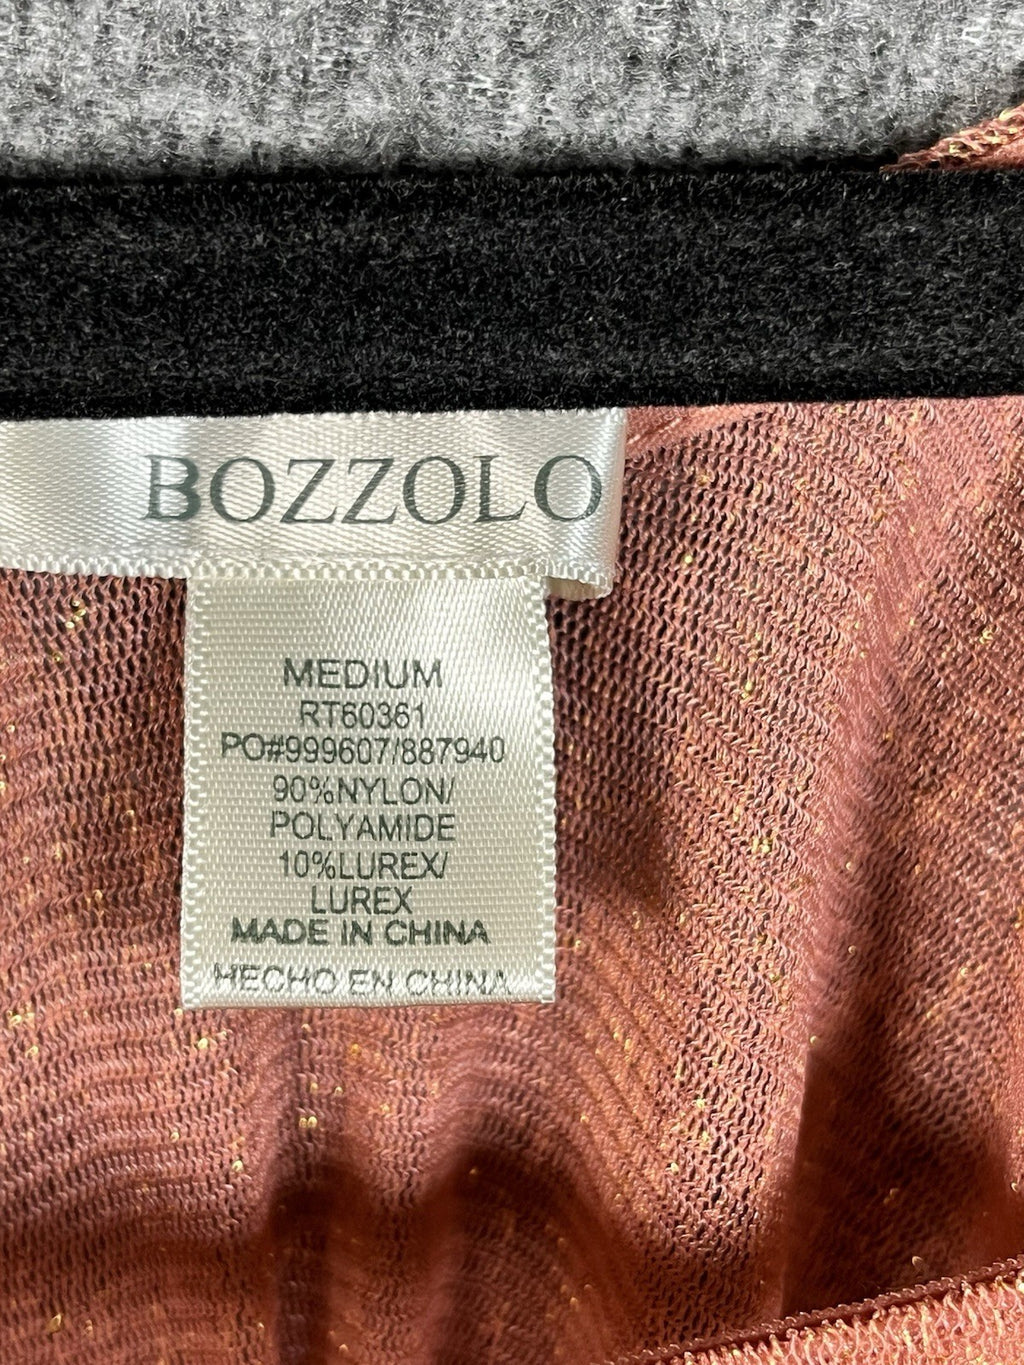 BOZZOLO
MEDIUM
RT60361
PO#999607/887940
90%NYLON/
POLYAMIDE
10%LUREX/
LUREX
MADE IN CHINA
HECHO EN CHINA